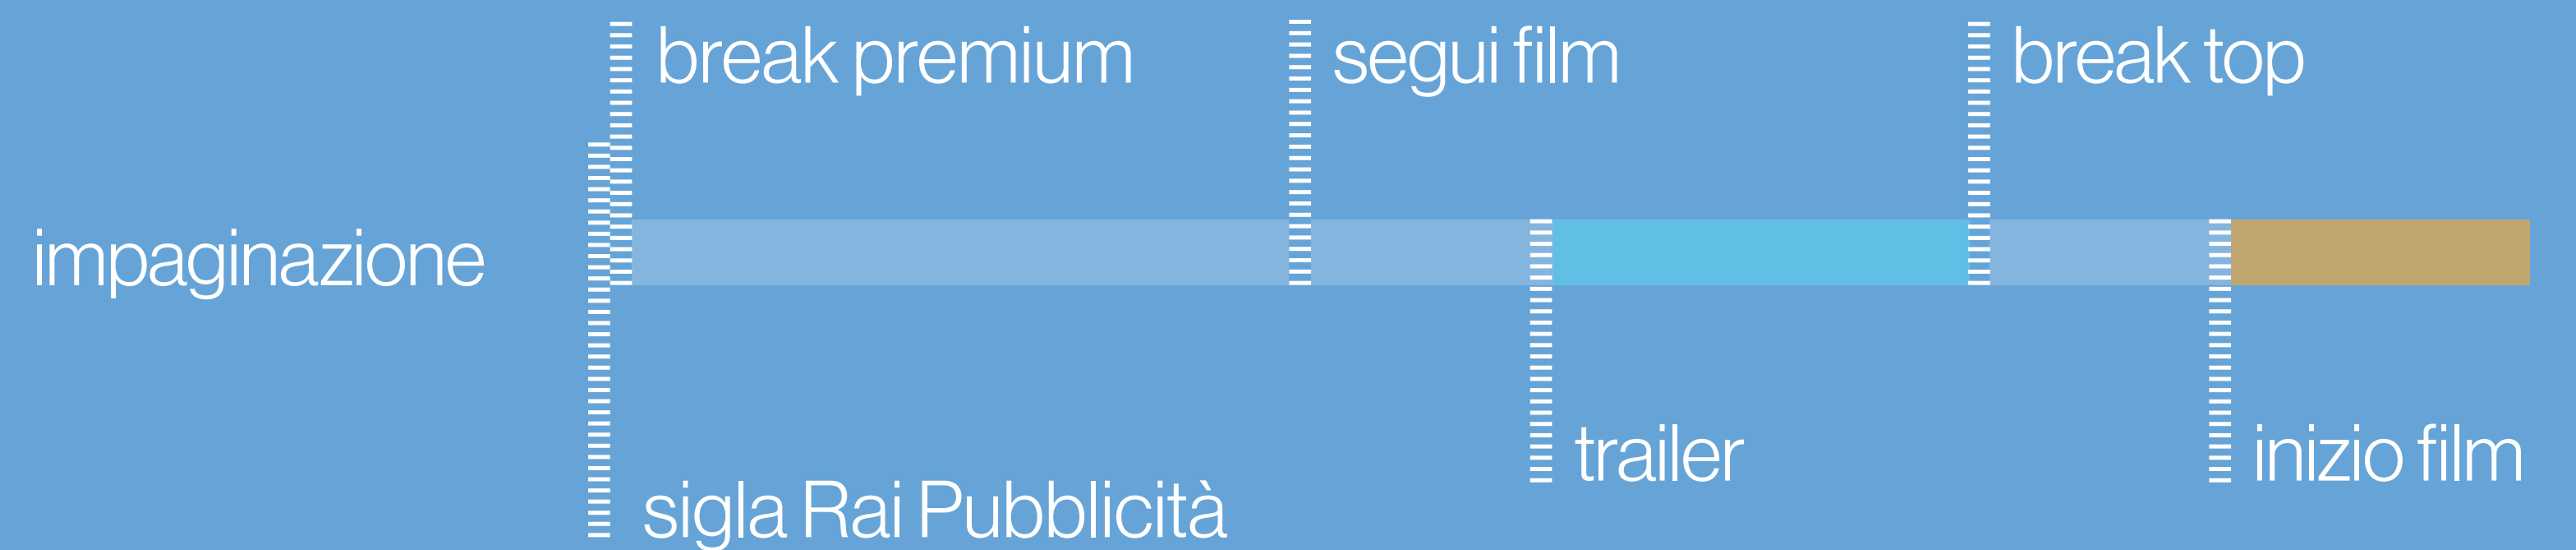 break premium
segui film
break top
impaginazione
trailer
inizio film
sigla Rai Pubblicità